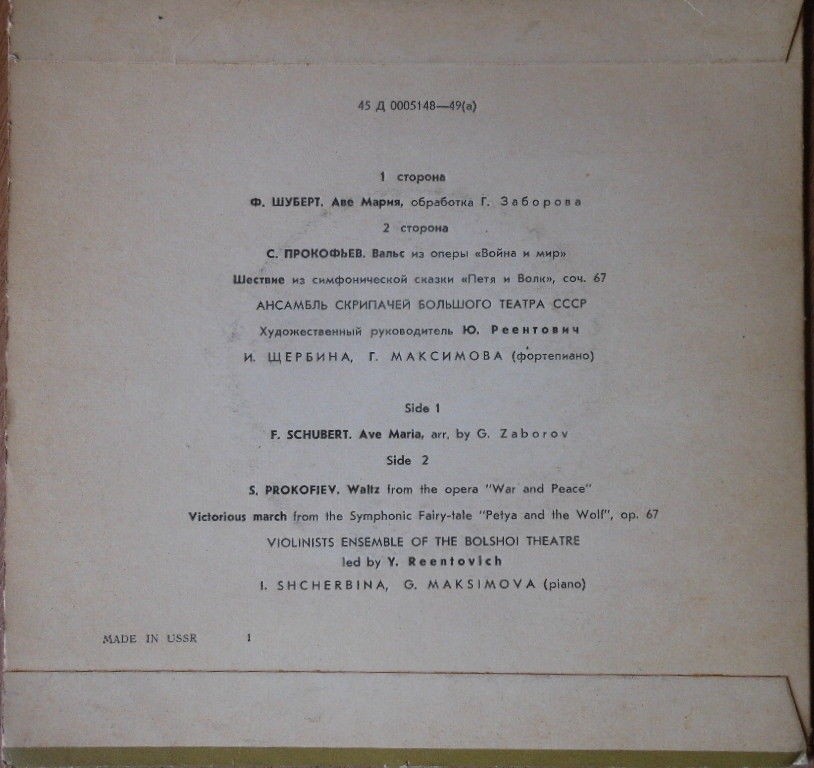 45 Д 0005148—49(а)
1 сторона
Ф. ШУБЕРТ. Аве Мария, обработка Г. Заборова
2 сторона
С. ПРОКОФЬЕВ. Вальс из оперы «Война и мир»
Шествие из симфонической сказки «Петя и Волк», соч. 67
АНСАМБЛЬ СКРИПАЧЕЙ БОЛЬШОГО ТЕАТРА СССР
Художественный руководитель Ю. Реентович
И. ЩЕРБИНА, Г. МАКСИМОВА (фортепиано)
Side 1
F. SCHUBERT. Ave Maria, arr. by G. Zaborov
Side 2
S. PROKOFIEV. Waltz from the opera "War and Peace"
Victorious march from the Symphonic Fairy-tale "Petya and the Wolf", op. 67
VIOLINISTS ENSEMBLE OF THE BOLSHOI THEATRE
led by Y. Reentovich
I. SHCHERBINA, G. MAKSIMOVA (piano)
MADE IN USSR 1